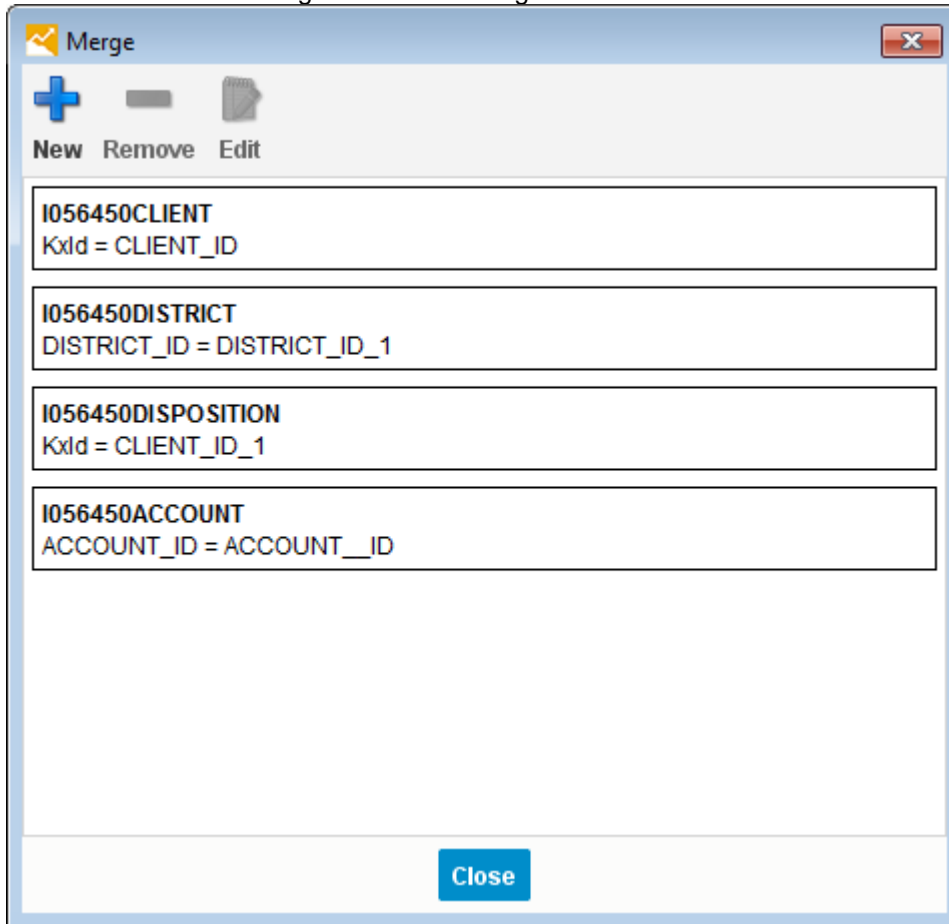 Merge
New Remove Edit
I056450CLIENT
KxId = CLIENT_ID
I056450DISTRICT
DISTRICT_ID = DISTRICT_ID_1
I056450DISPOSITION
KxId = CLIENT_ID_1
I056450ACCOUNT
ACCOUNT_ID = ACCOUNT__ID
Close